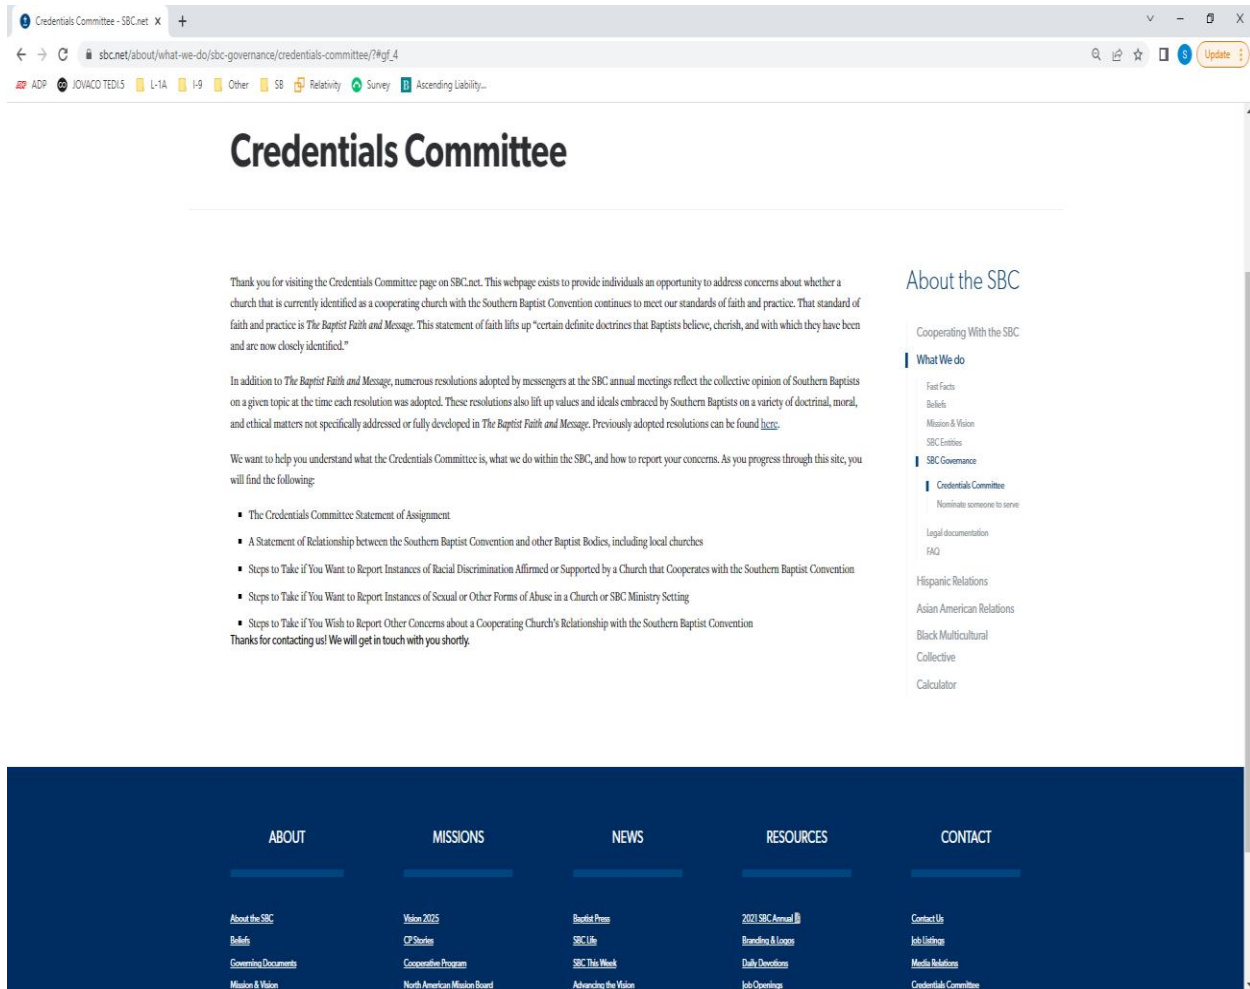 Credentials Committee - SBC.net X +
sbc.net/about/what-we-do/sbc-governance/credentials-committee/?#gf_4
S Update
ADP JOVACO TEDI.5 L-1A I-9 Other SB Relativity Survey B Ascending Liability...
Credentials Committee
Thank you for visiting the Credentials Committee page on SBC.net. This webpage exists to provide individuals an opportunity to address concerns about whether a
church that is currently identified as a cooperating church with the Southern Baptist Convention continues to meet our standards of faith and practice. That standard of
faith and practice is The Baptist Faith and Message. This statement of faith lifts up “certain definite doctrines that Baptists believe, cherish, and with which they have been
and are now closely identified.”
In addition to The Baptist Faith and Message, numerous resolutions adopted by messengers at the SBC annual meetings reflect the collective opinion of Southern Baptists
on a given topic at the time each resolution was adopted. These resolutions also lift up values and ideals embraced by Southern Baptists on a variety of doctrinal, moral,
and ethical matters not specifically addressed or fully developed in The Baptist Faith and Message. Previously adopted resolutions can be found here.
We want to help you understand what the Credentials Committee is, what we do within the SBC, and how to report your concerns. As you progress through this site, you
will find the following:
▪ The Credentials Committee Statement of Assignment
▪ A Statement of Relationship between the Southern Baptist Convention and other Baptist Bodies, including local churches
▪ Steps to Take if You Want to Report Instances of Racial Discrimination Affirmed or Supported by a Church that Cooperates with the Southern Baptist Convention
▪ Steps to Take if You Want to Report Instances of Sexual or Other Forms of Abuse in a Church or SBC Ministry Setting
▪ Steps to Take if You Wish to Report Other Concerns about a Cooperating Church’s Relationship with the Southern Baptist Convention
Thanks for contacting us! We will get in touch with you shortly.
About the SBC
Cooperating With the SBC
What We do
Fast Facts
Beliefs
Mission & Vision
SBC Entities
SBC Governance
Credentials Committee
Nominate someone to serve
Legal documentation
FAQ
Hispanic Relations
Asian American Relations
Black Multicultural
Collective
Calculator
ABOUT
About the SBC
Beliefs
Governing Documents
Mission & Vision
MISSIONS
Vision 2025
CP Stories
Cooperative Program
North American Mission Board
NEWS
Baptist Press
SBC Life
SBC This Week
Advancing the Vision
RESOURCES
2021 SBC Annual
Branding & Logos
Daily Devotions
Job Openings
CONTACT
Contact Us
Job Listings
Media Relations
Credentials Committee